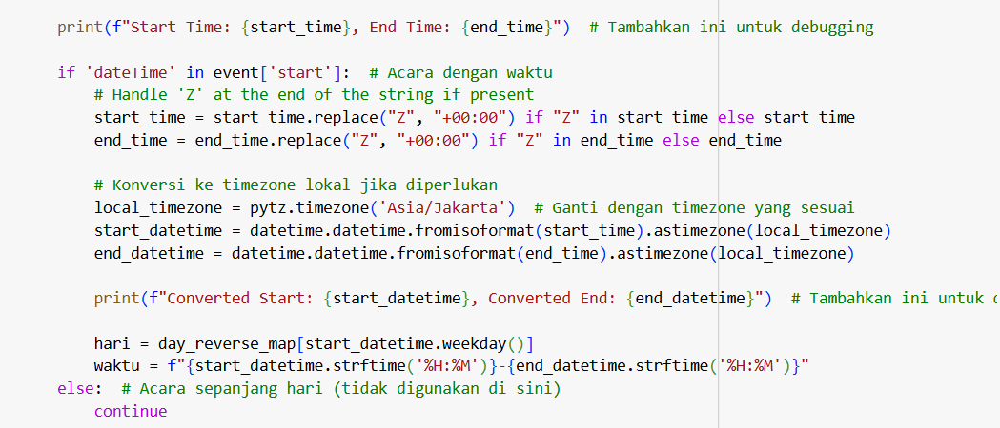 print(f"Start Time: {start_time}, End Time: {end_time}")  # Tambahkan ini untuk debugging
if 'dateTime' in event['start']:  # Acara dengan waktu
# Handle 'Z' at the end of the string if present
start_time = start_time.replace("Z", "+00:00") if "Z" in start_time else start_time
end_time = end_time.replace("Z", "+00:00") if "Z" in end_time else end_time
# Konversi ke timezone lokal jika diperlukan
local_timezone = pytz.timezone('Asia/Jakarta')  # Ganti dengan timezone yang sesuai
start_datetime = datetime.datetime.fromisoformat(start_time).astimezone(local_timezone)
end_datetime = datetime.datetime.fromisoformat(end_time).astimezone(local_timezone)
print(f"Converted Start: {start_datetime}, Converted End: {end_datetime}")  # Tambahkan ini untuk
hari = day_reverse_map[start_datetime.weekday()]
waktu = f"{start_datetime.strftime('%H:%M')}-{end_datetime.strftime('%H:%M')}"
else:  # Acara sepanjang hari (tidak digunakan di sini)
continue